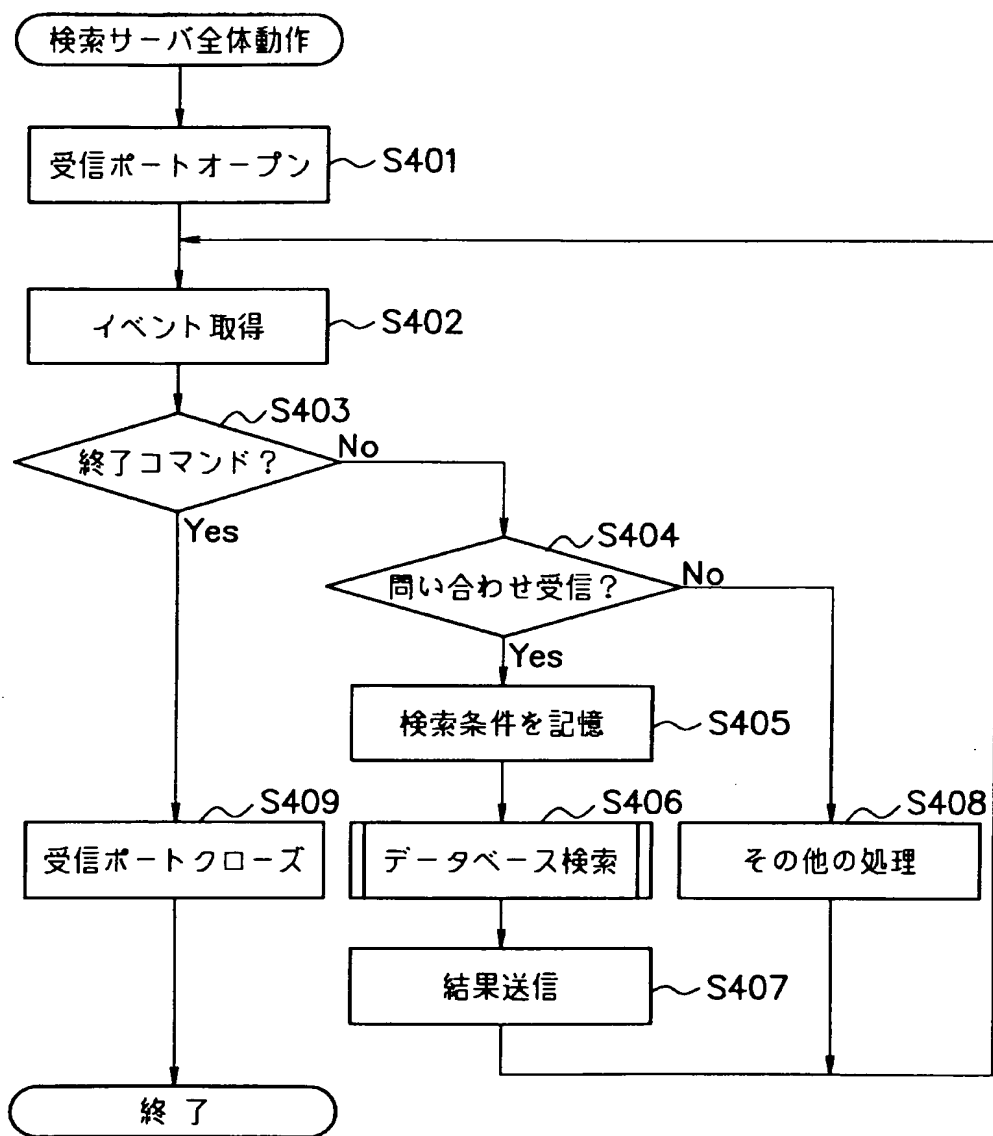 検索サーバ全体動作
受信ポートオープン
S401
イベント取得
S402
S403
終了コマンド？
No
Yes
S404
問い合わせ受信？
No
Yes
検索条件を記憶
S405
S409
受信ポートクローズ
S406
データベース検索
S408
その他の処理
結果送信
S407
終了